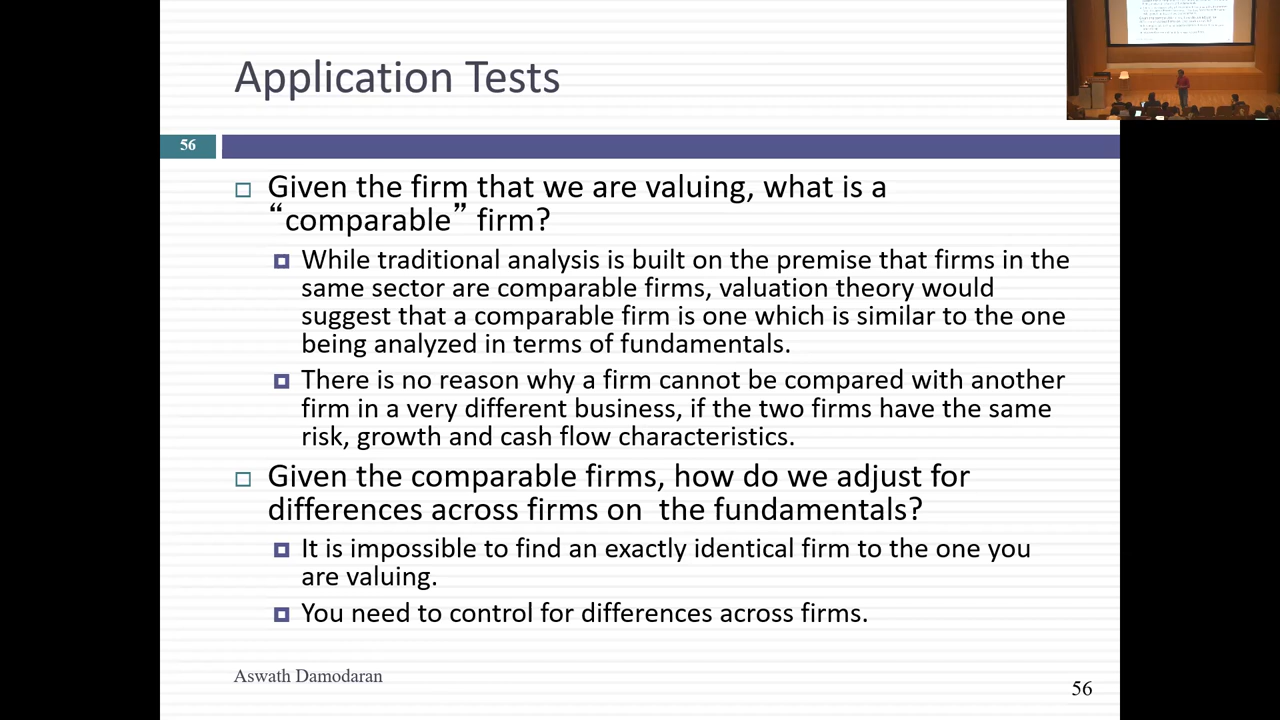 Application Tests
56
Given the firm that we are valuing, what is a
“comparable” firm?
While traditional analysis is built on the premise that firms in the
same sector are comparable firms, valuation theory would
suggest that a comparable firm is one which is similar to the one
being analyzed in terms of fundamentals.
There is no reason why a firm cannot be compared with another
firm in a very different business, if the two firms have the same
risk, growth and cash flow characteristics.
Given the comparable firms, how do we adjust for
differences across firms on  the fundamentals?
It is impossible to find an exactly identical firm to the one you
are valuing.
You need to control for differences across firms.
Aswath Damodaran
56